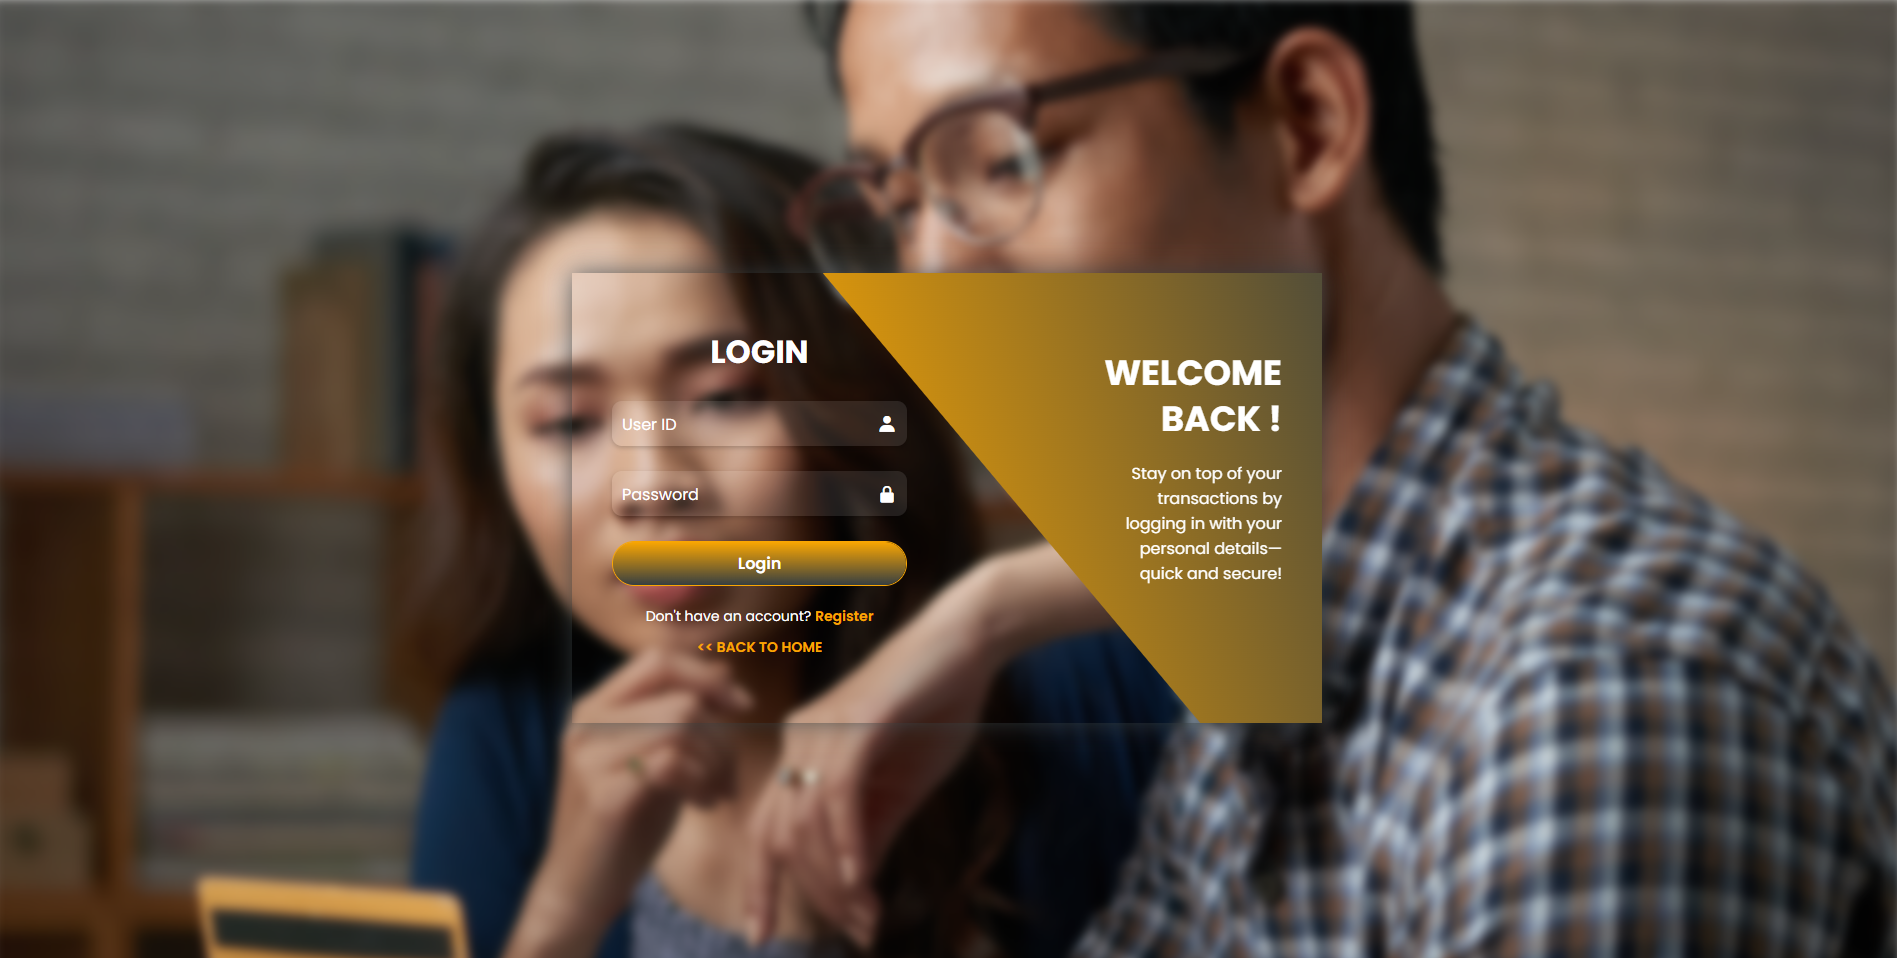 LOGIN
User ID
Password
Login
Don't have an account? Register
<< BACK TO HOME
WELCOME
BACK !
Stay on top of your
transactions by
logging in with your
personal details—
quick and secure!